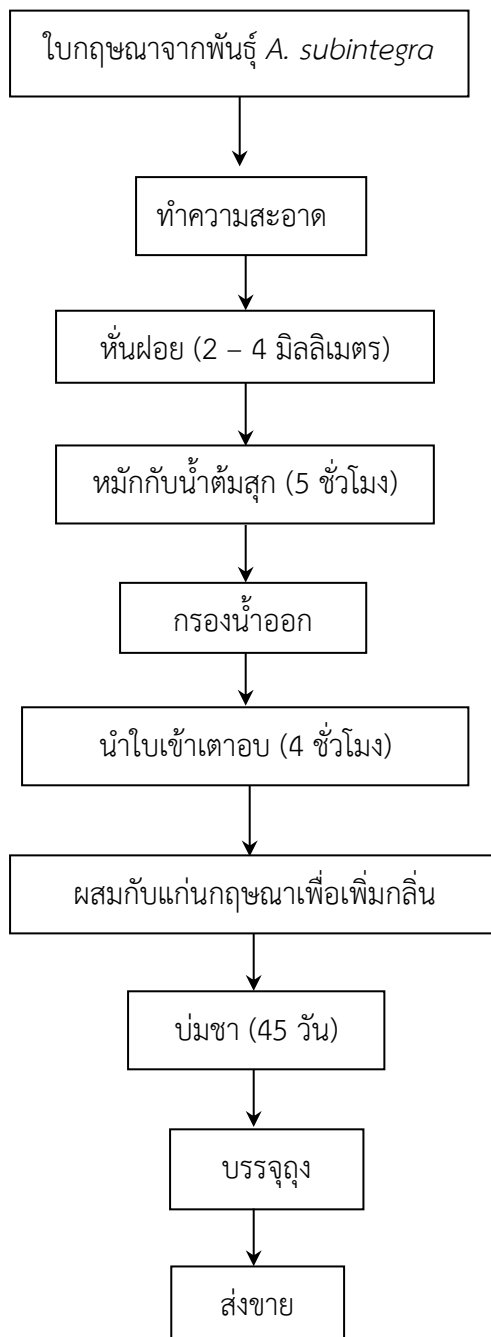 ใบกฤษณาจากพันธุ์ A. subintegra
ทำความสะอาด
หั่นฝอย (2 – 4 มิลลิเมตร)
หมักกับน้ำต้มสุก (5 ชั่วโมง)
กรองน้ำออก
นำใบเข้าเตาอบ (4 ชั่วโมง)
ผสมกับแก่นกฤษณาเพื่อเพิ่มกลิ่น
บ่มชา (45 วัน)
บรรจุถุง
ส่งขาย